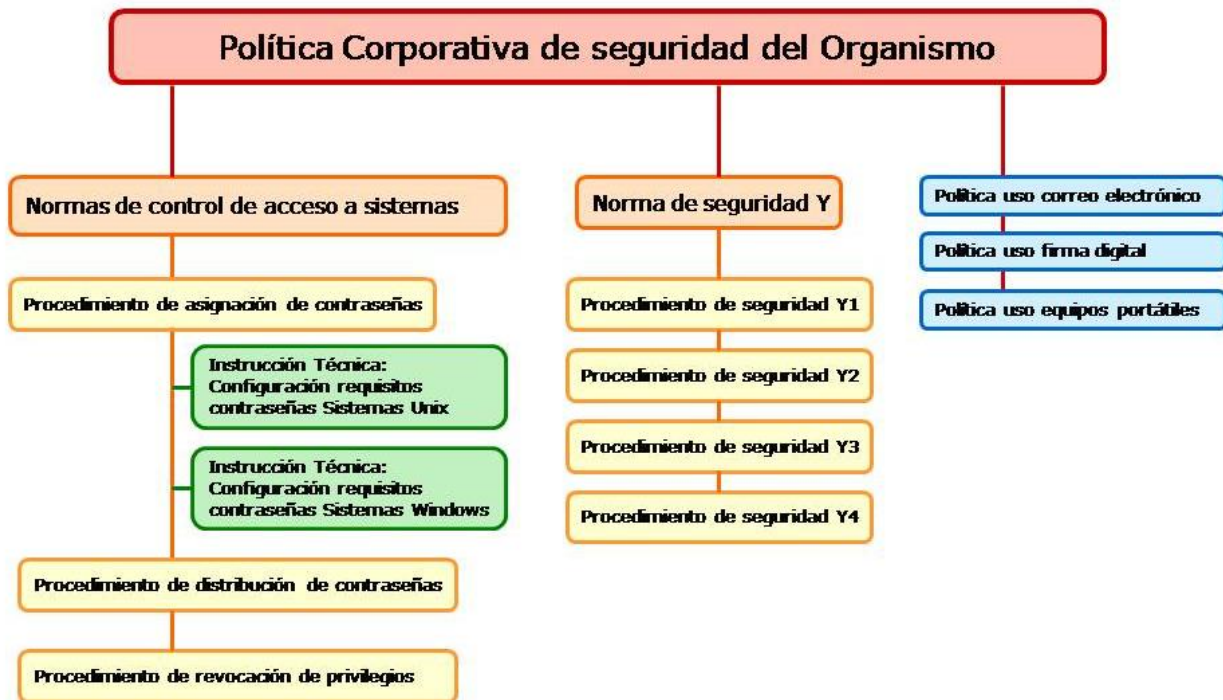 Política Corporativa de seguridad del Organismo
Normas de control de acceso a sistemas
Procedimiento de asignación de contraseñas
Instrucción Técnica:
Configuración requisitos
contraseñas Sistemas Unix
Instrucción Técnica:
Configuración requisitos
contraseñas Sistemas Windows
Procedimiento de distribución de contraseñas
Procedimiento de revocación de privilegios
Norma de seguridad Y
Procedimiento de seguridad Y1
Procedimiento de seguridad Y2
Procedimiento de seguridad Y3
Procedimiento de seguridad Y4
Política uso correo electrónico
Política uso firma digital
Política uso equipos portátiles